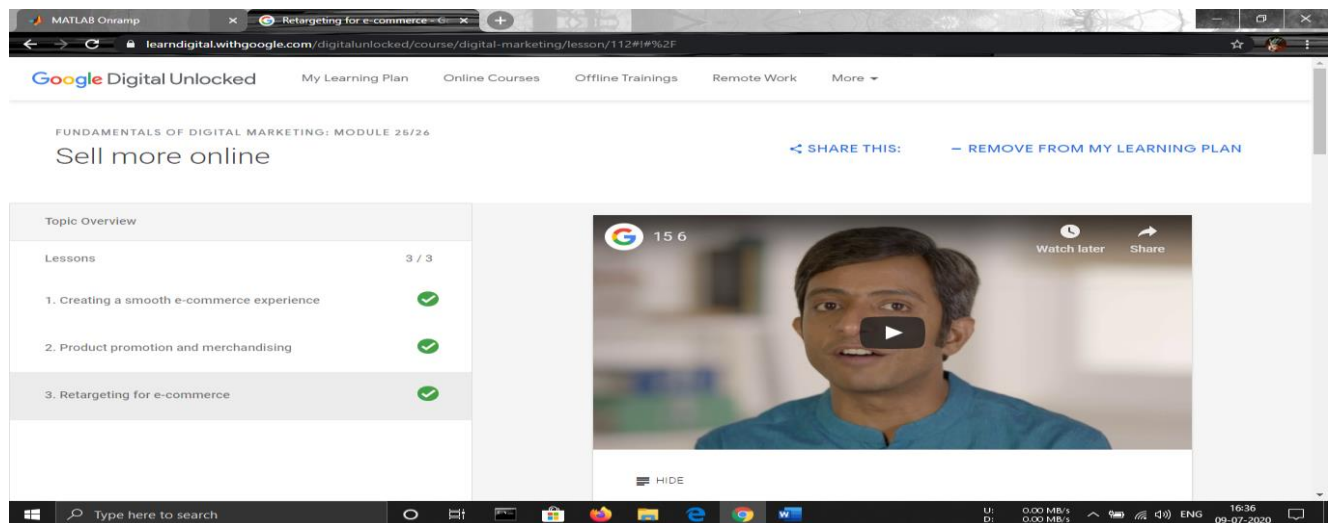 MATLAB Onramp
Retargeting for e-commerce - G
learndigital.withgoogle.com/digitalunlocked/course/digital-marketing/lesson/112#!#%2F
Google Digital Unlocked My Learning Plan Online Courses Offline Trainings Remote Work More
FUNDAMENTALS OF DIGITAL MARKETING: MODULE 25/26
Sell more online
SHARE THIS: – REMOVE FROM MY LEARNING PLAN
Topic Overview
Lessons 3 / 3
1. Creating a smooth e-commerce experience
2. Product promotion and merchandising
3. Retargeting for e-commerce
15 6
Watch later Share
HIDE
Type here to search
U: 0.00 MB/s
D: 0.00 MB/s
ENG
16:36
09-07-2020